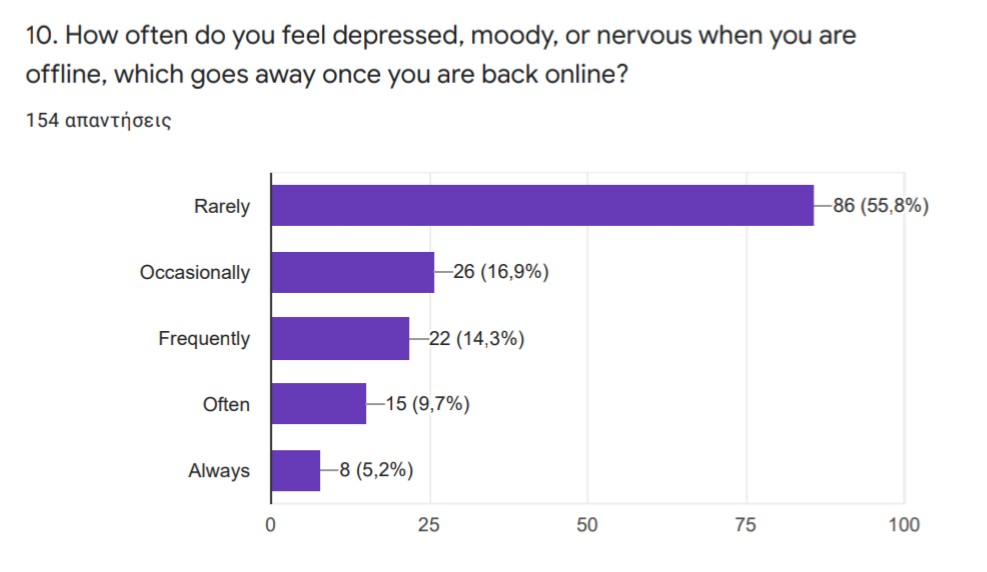 10. How often do you feel depressed, moody, or nervous when you are
offline, which goes away once you are back online?
154 απαντήσεις
Rarely
86 (55,8%)
Occasionally
26 (16,9%)
Frequently
22 (14,3%)
Often
15 (9,7%)
Always
8 (5,2%)
0
25
50
75
100